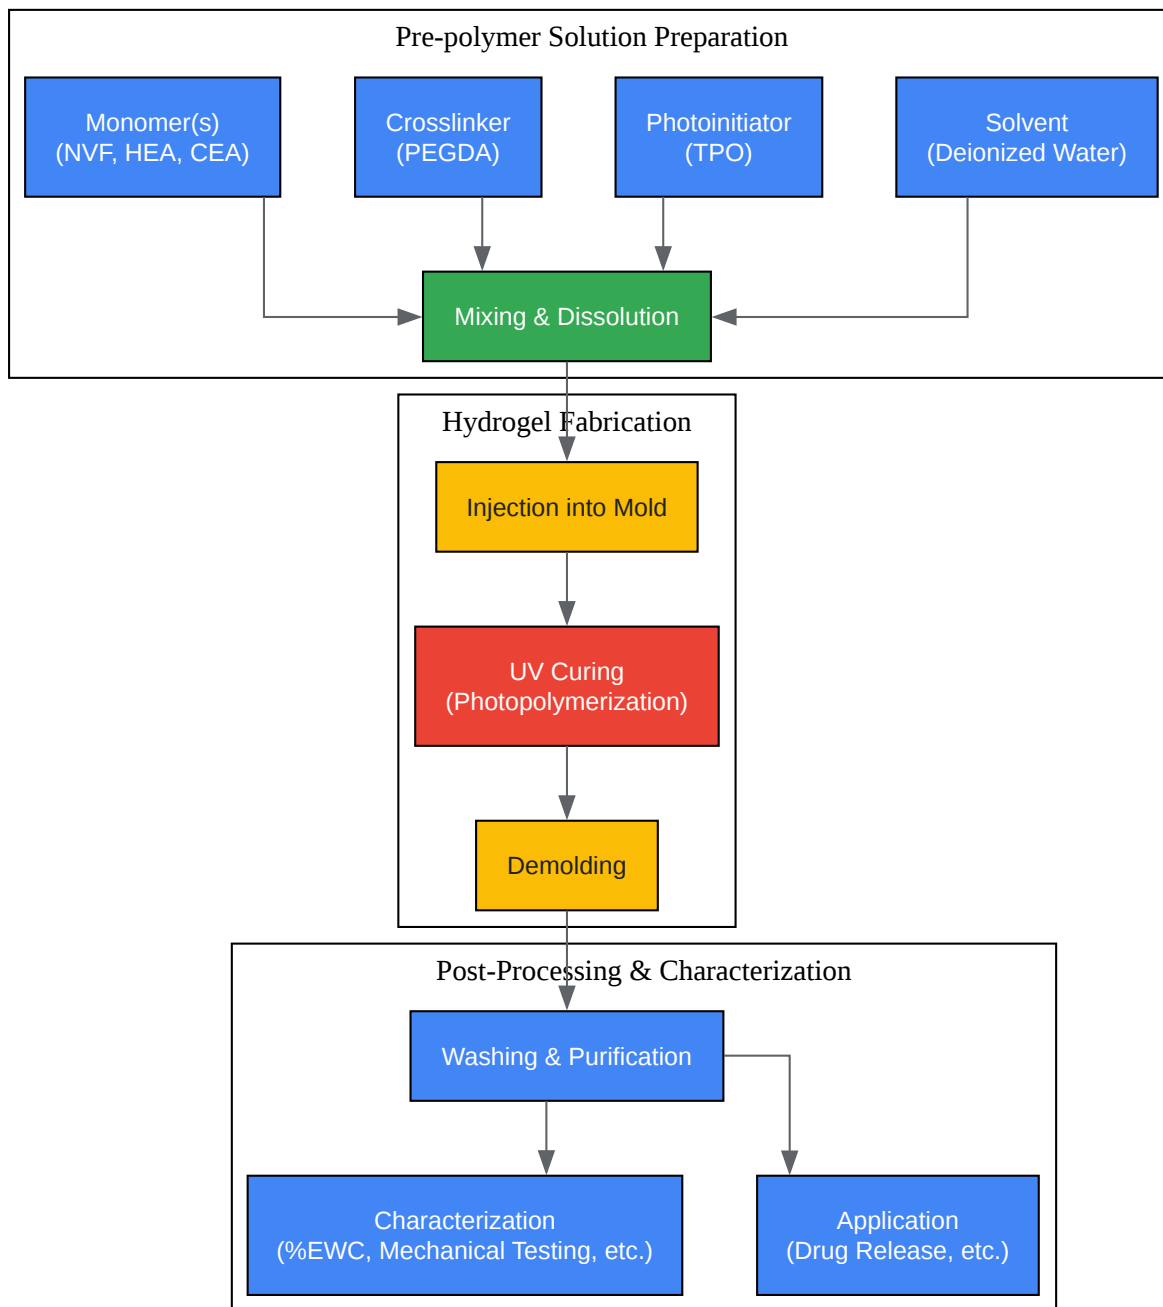 Pre-polymer Solution Preparation
Monomer(s)
(NVF, HEA, CEA)
Crosslinker
(PEGDA)
Photoinitiator
(TPO)
Solvent
(Deionized Water)
Mixing & Dissolution
Hydrogel Fabrication
Injection into Mold
UV Curing
(Photopolymerization)
Demolding
Post-Processing & Characterization
Washing & Purification
Characterization
(%EWC, Mechanical Testing, etc.)
Application
(Drug Release, etc.)